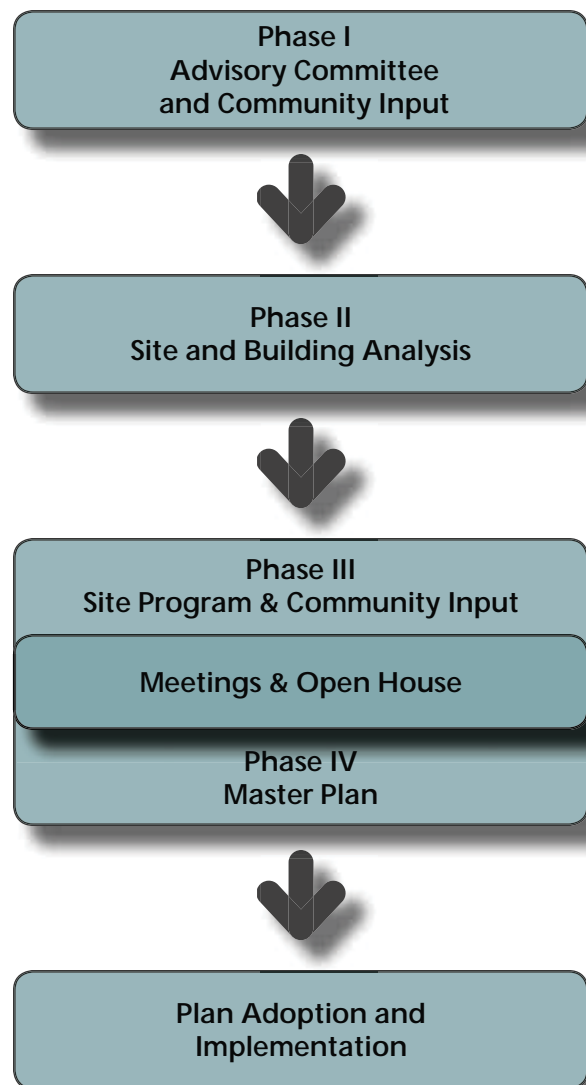 Phase I
Advisory Committee
and Community Input
Phase II
Site and Building Analysis
Phase III
Site Program & Community Input
Meetings & Open House
Phase IV
Master Plan
Plan Adoption and
Implementation